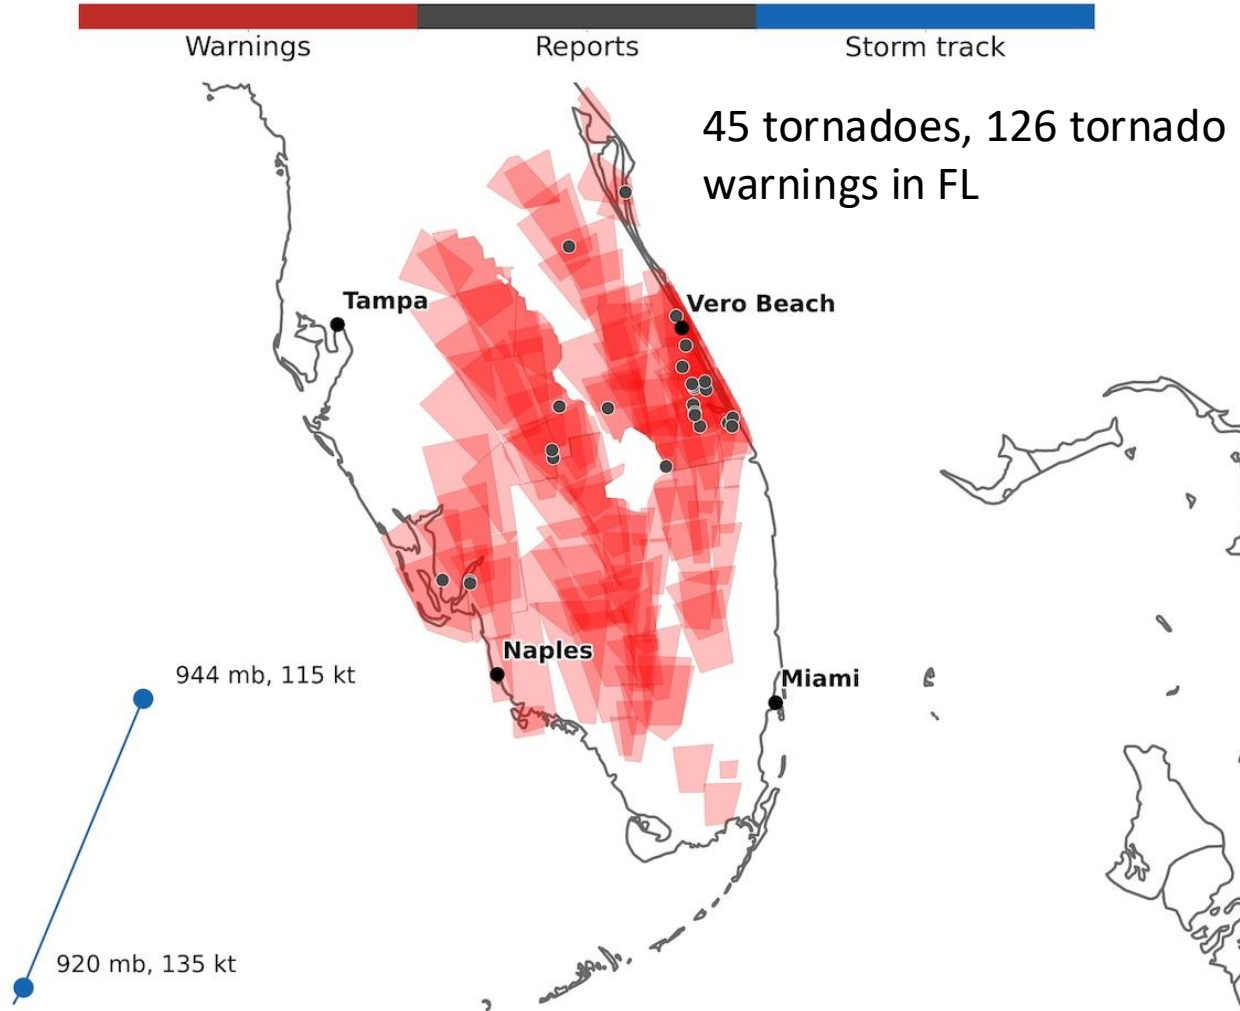 Warnings
Reports
Storm track
45 tornadoes, 126 tornado
warnings in FL
Tampa
Vero Beach
Naples
944 mb, 115 kt
Miami
920 mb, 135 kt